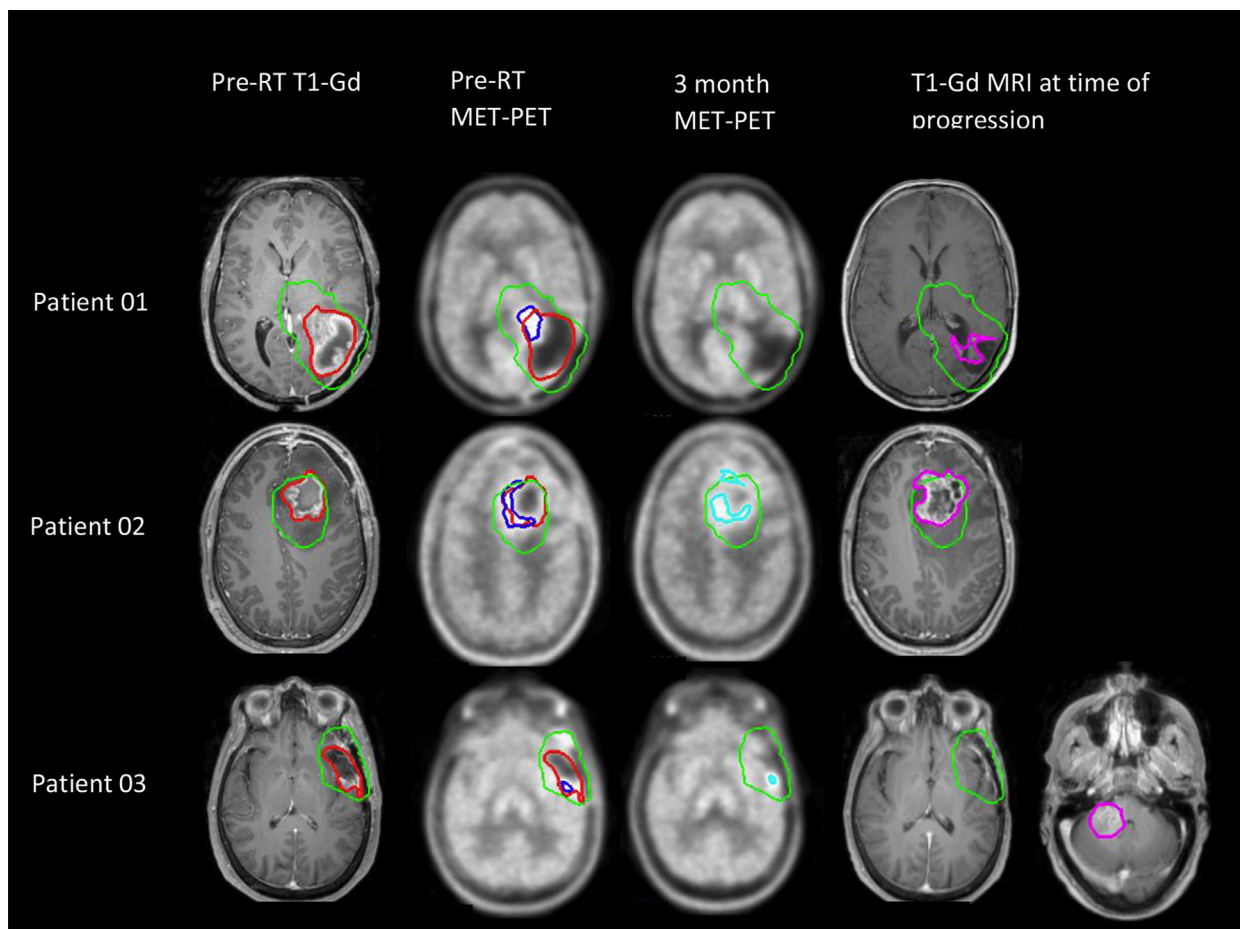 Pre-RT T1-Gd
Pre-RT
MET-PET
3 month
MET-PET
T1-Gd MRI at time of
progression
Patient 01
Patient 02
Patient 03